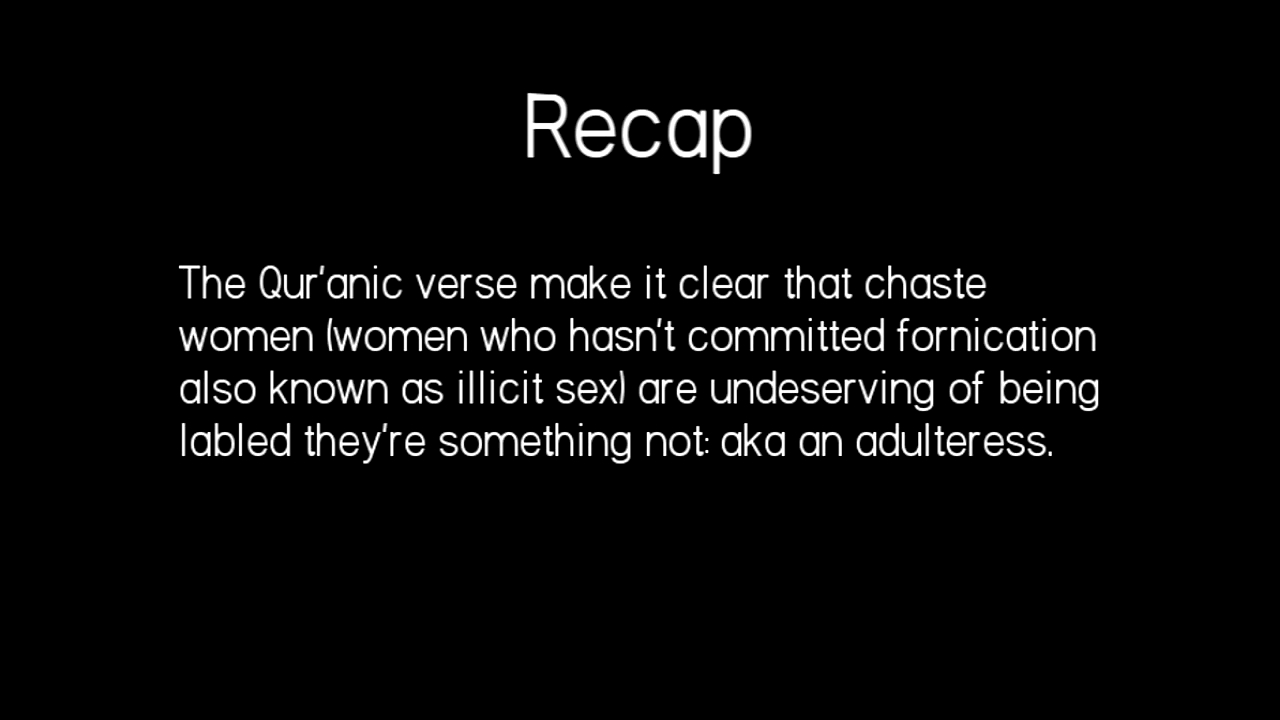 Recap
The Qur'anic verse make it clear that chaste
women (women who hasn't committed fornication
also known as illicit sex) are undeserving of being
labled they're something not: aka an adulteress.